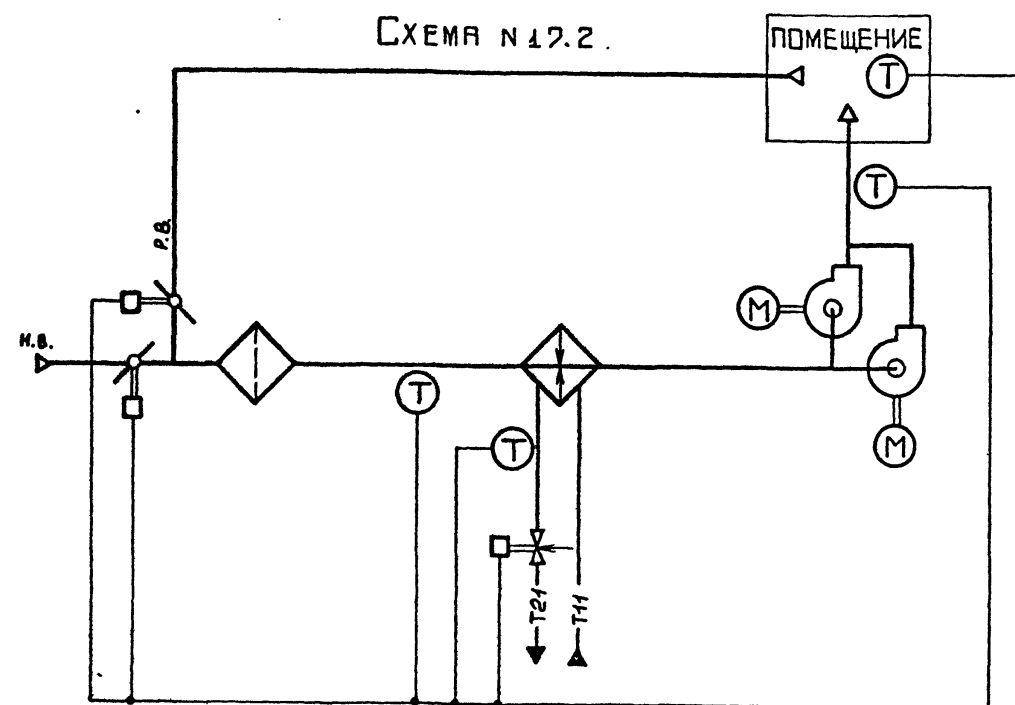 СХЕМА N 17.2.
ПОМЕЩЕНИЕ
Т
Т
Р.В.
М
Н.В.
Т
М
Т
Т21
Т11